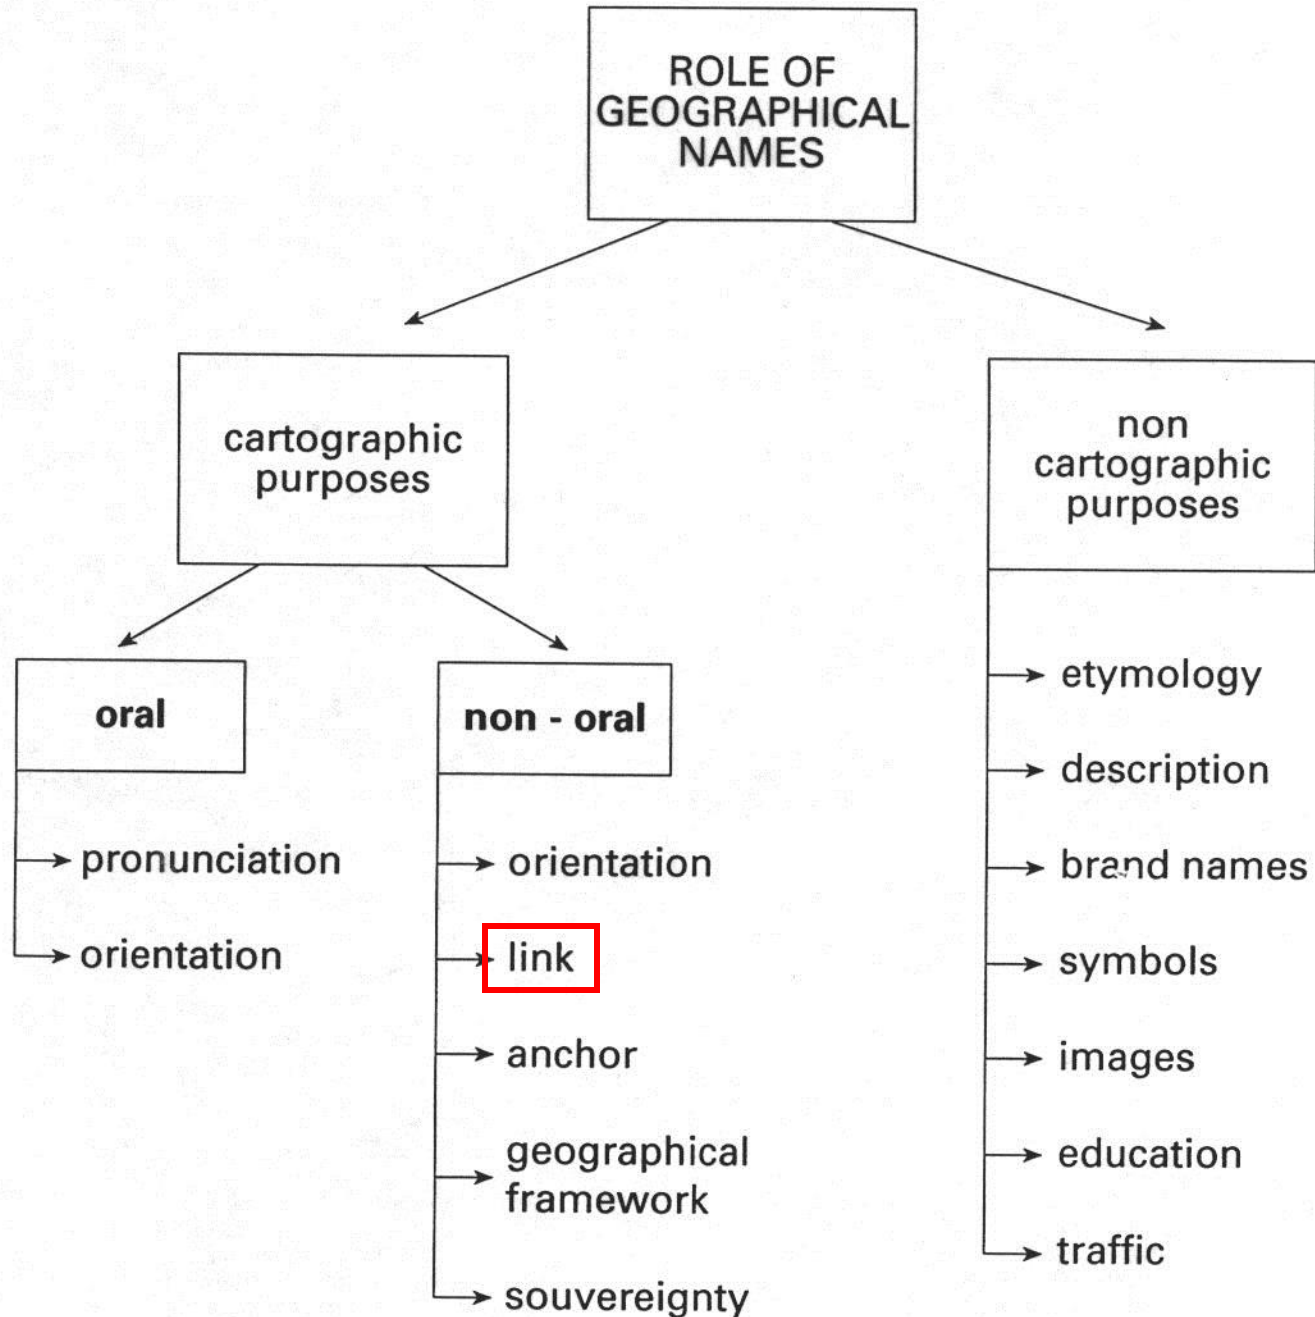 ROLE OF
GEOGRAPHICAL
NAMES
cartographic
purposes
non
cartographic
purposes
oral
pronunciation
orientation
non - oral
orientation
link
anchor
geographical
framework
souvereignty
etymology
description
brand names
symbols
images
education
traffic